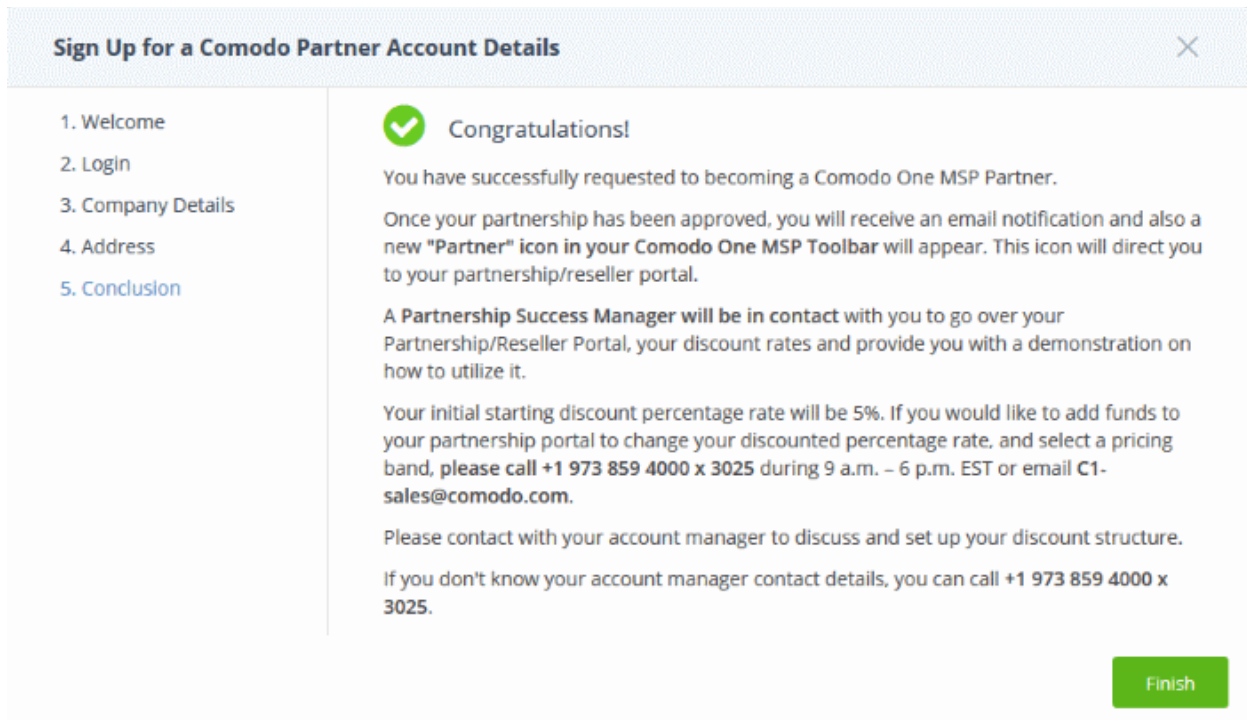 Sign Up for a Comodo Partner Account Details
1. Welcome
2. Login
3. Company Details
4. Address
5. Conclusion
Congratulations!
You have successfully requested to becoming a Comodo One MSP Partner.
Once your partnership has been approved, you will receive an email notification and also a
new "Partner" icon in your Comodo One MSP Toolbar will appear. This icon will direct you
to your partnership/reseller portal.
A Partnership Success Manager will be in contact with you to go over your
Partnership/Reseller Portal, your discount rates and provide you with a demonstration on
how to utilize it.
Your initial starting discount percentage rate will be 5%. If you would like to add funds to
your partnership portal to change your discounted percentage rate, and select a pricing
band, please call +1 973 859 4000 x 3025 during 9 a.m. – 6 p.m. EST or email C1-
sales@comodo.com.
Please contact with your account manager to discuss and set up your discount structure.
If you don't know your account manager contact details, you can call +1 973 859 4000 x
3025.
Finish